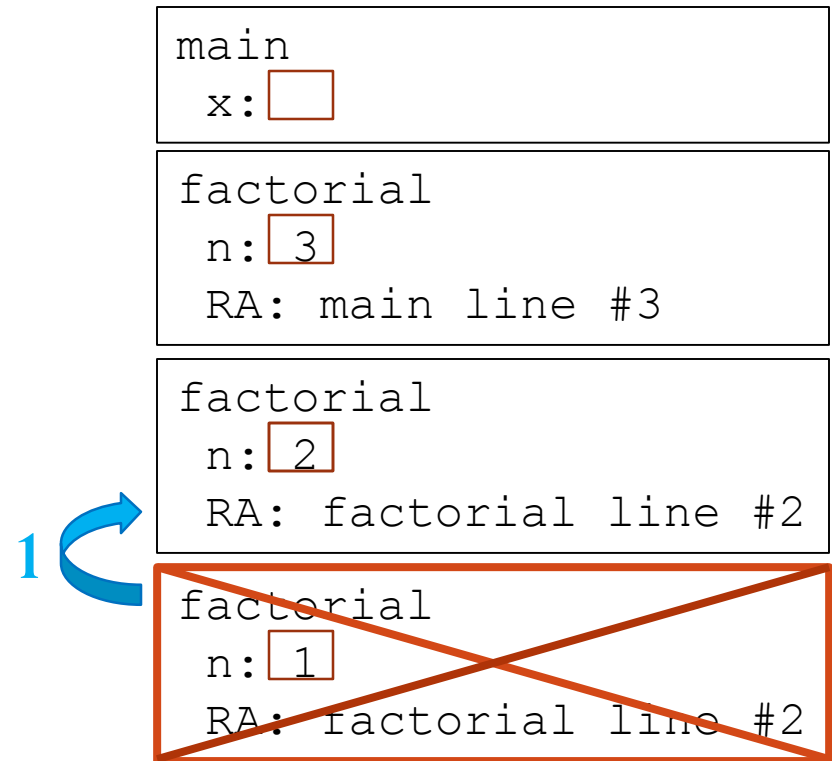 main
x:
factorial
n: 3
RA: main line #3
factorial
n: 2
RA: factorial line #2
1
factorial
n: 1
RA: factorial line #2